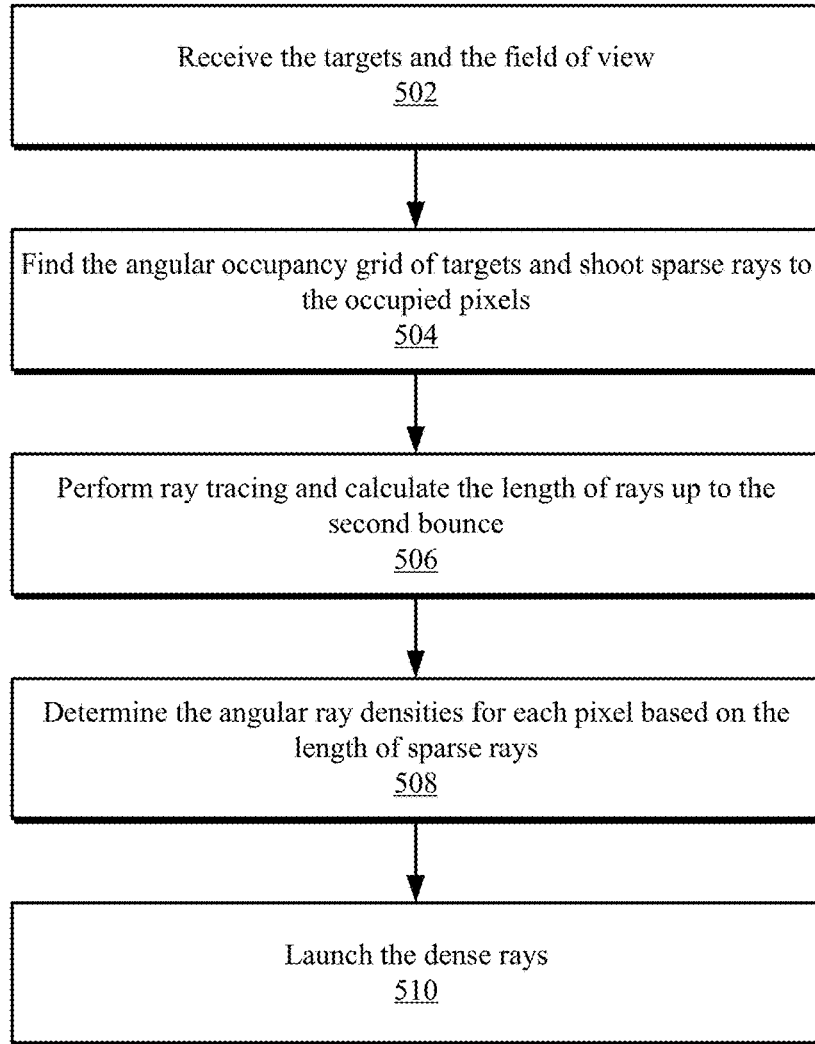 Receive the targets and the field of view
502
Find the angular occupancy grid of targets and shoot sparse rays to
the occupied pixels
504
Perform ray tracing and calculate the length of rays up to the
second bounce
506
Determine the angular ray densities for each pixel based on the
length of sparse rays
508
Launch the dense rays
510